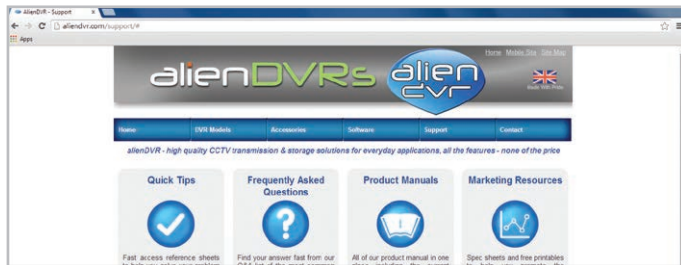 AlienDVR - Support
aliendvr.com/support/#
Apps
Home Mobile Site Site Map
alienDVRs
alien
dvr
Made With Pride
Home DVR Models Accessories Software Support Contact
alienDVR - high quality CCTV transmission & storage solutions for everyday applications, all the features - none of the price
Quick Tips
Frequently Asked
Questions
Product Manuals
Marketing Resources
Fast access reference sheets
Find your answer fast from our
All of our product manual in one
Spec sheets and free printables